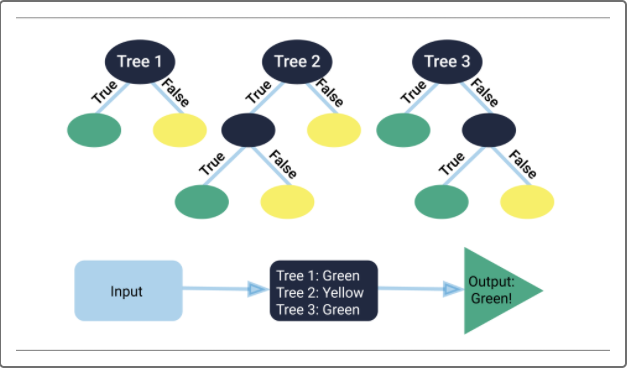 Tree 1
Tree 2
Tree 3
True
False
True
False
True
False
True
False
True
False
Input
Tree 1: Green
Tree 2: Yellow
Tree 3: Green
Output:
Green!